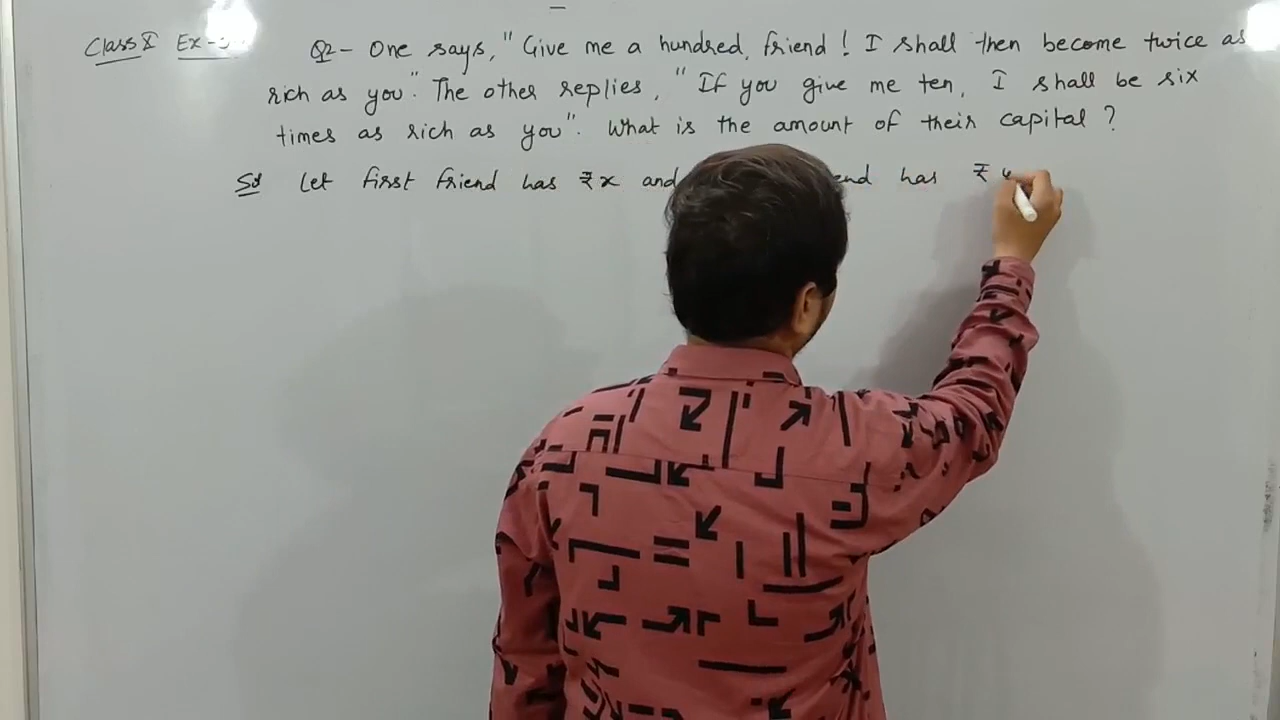 Class X Ex-3
Q2- One says, "Give me a hundred, friend! I shall then become twice as
rich as you". The other replies, "If you give me ten, I shall be six
times as rich as you". What is the amount of their capital?
Sol Let first friend has ₹x and has ₹